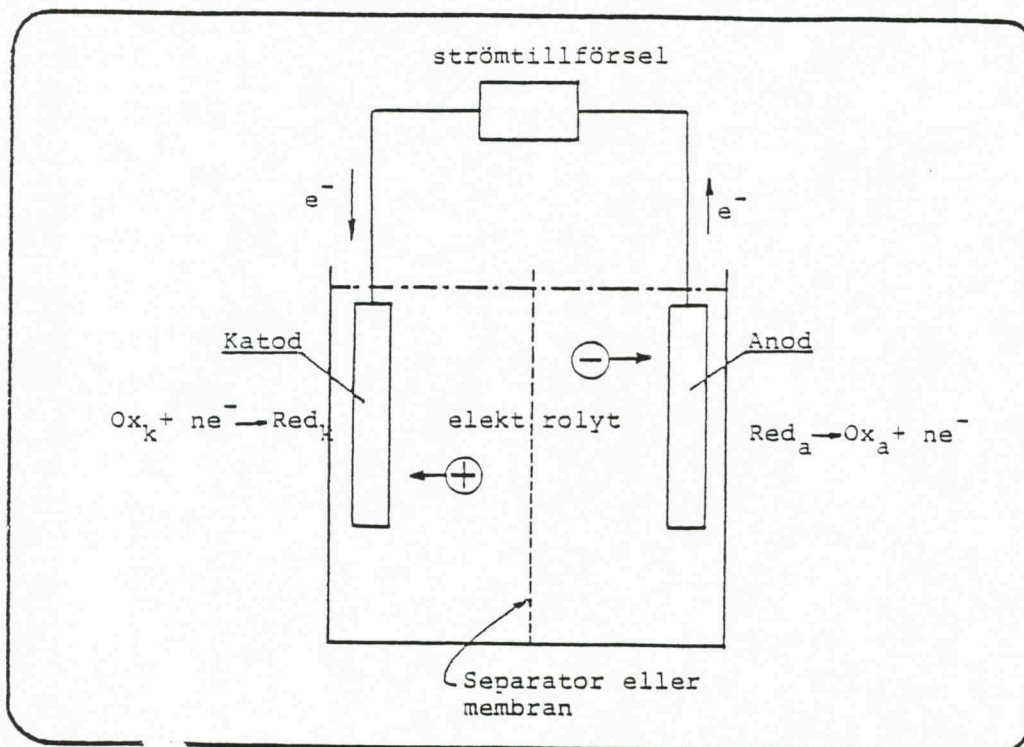 strömtillförsel
e⁻
e⁻
Katod
Anod
Oxₖ + ne⁻ → Redₖ
elektrolyt
Redₐ → Oxₐ + ne⁻
−
+
Separator eller
membran